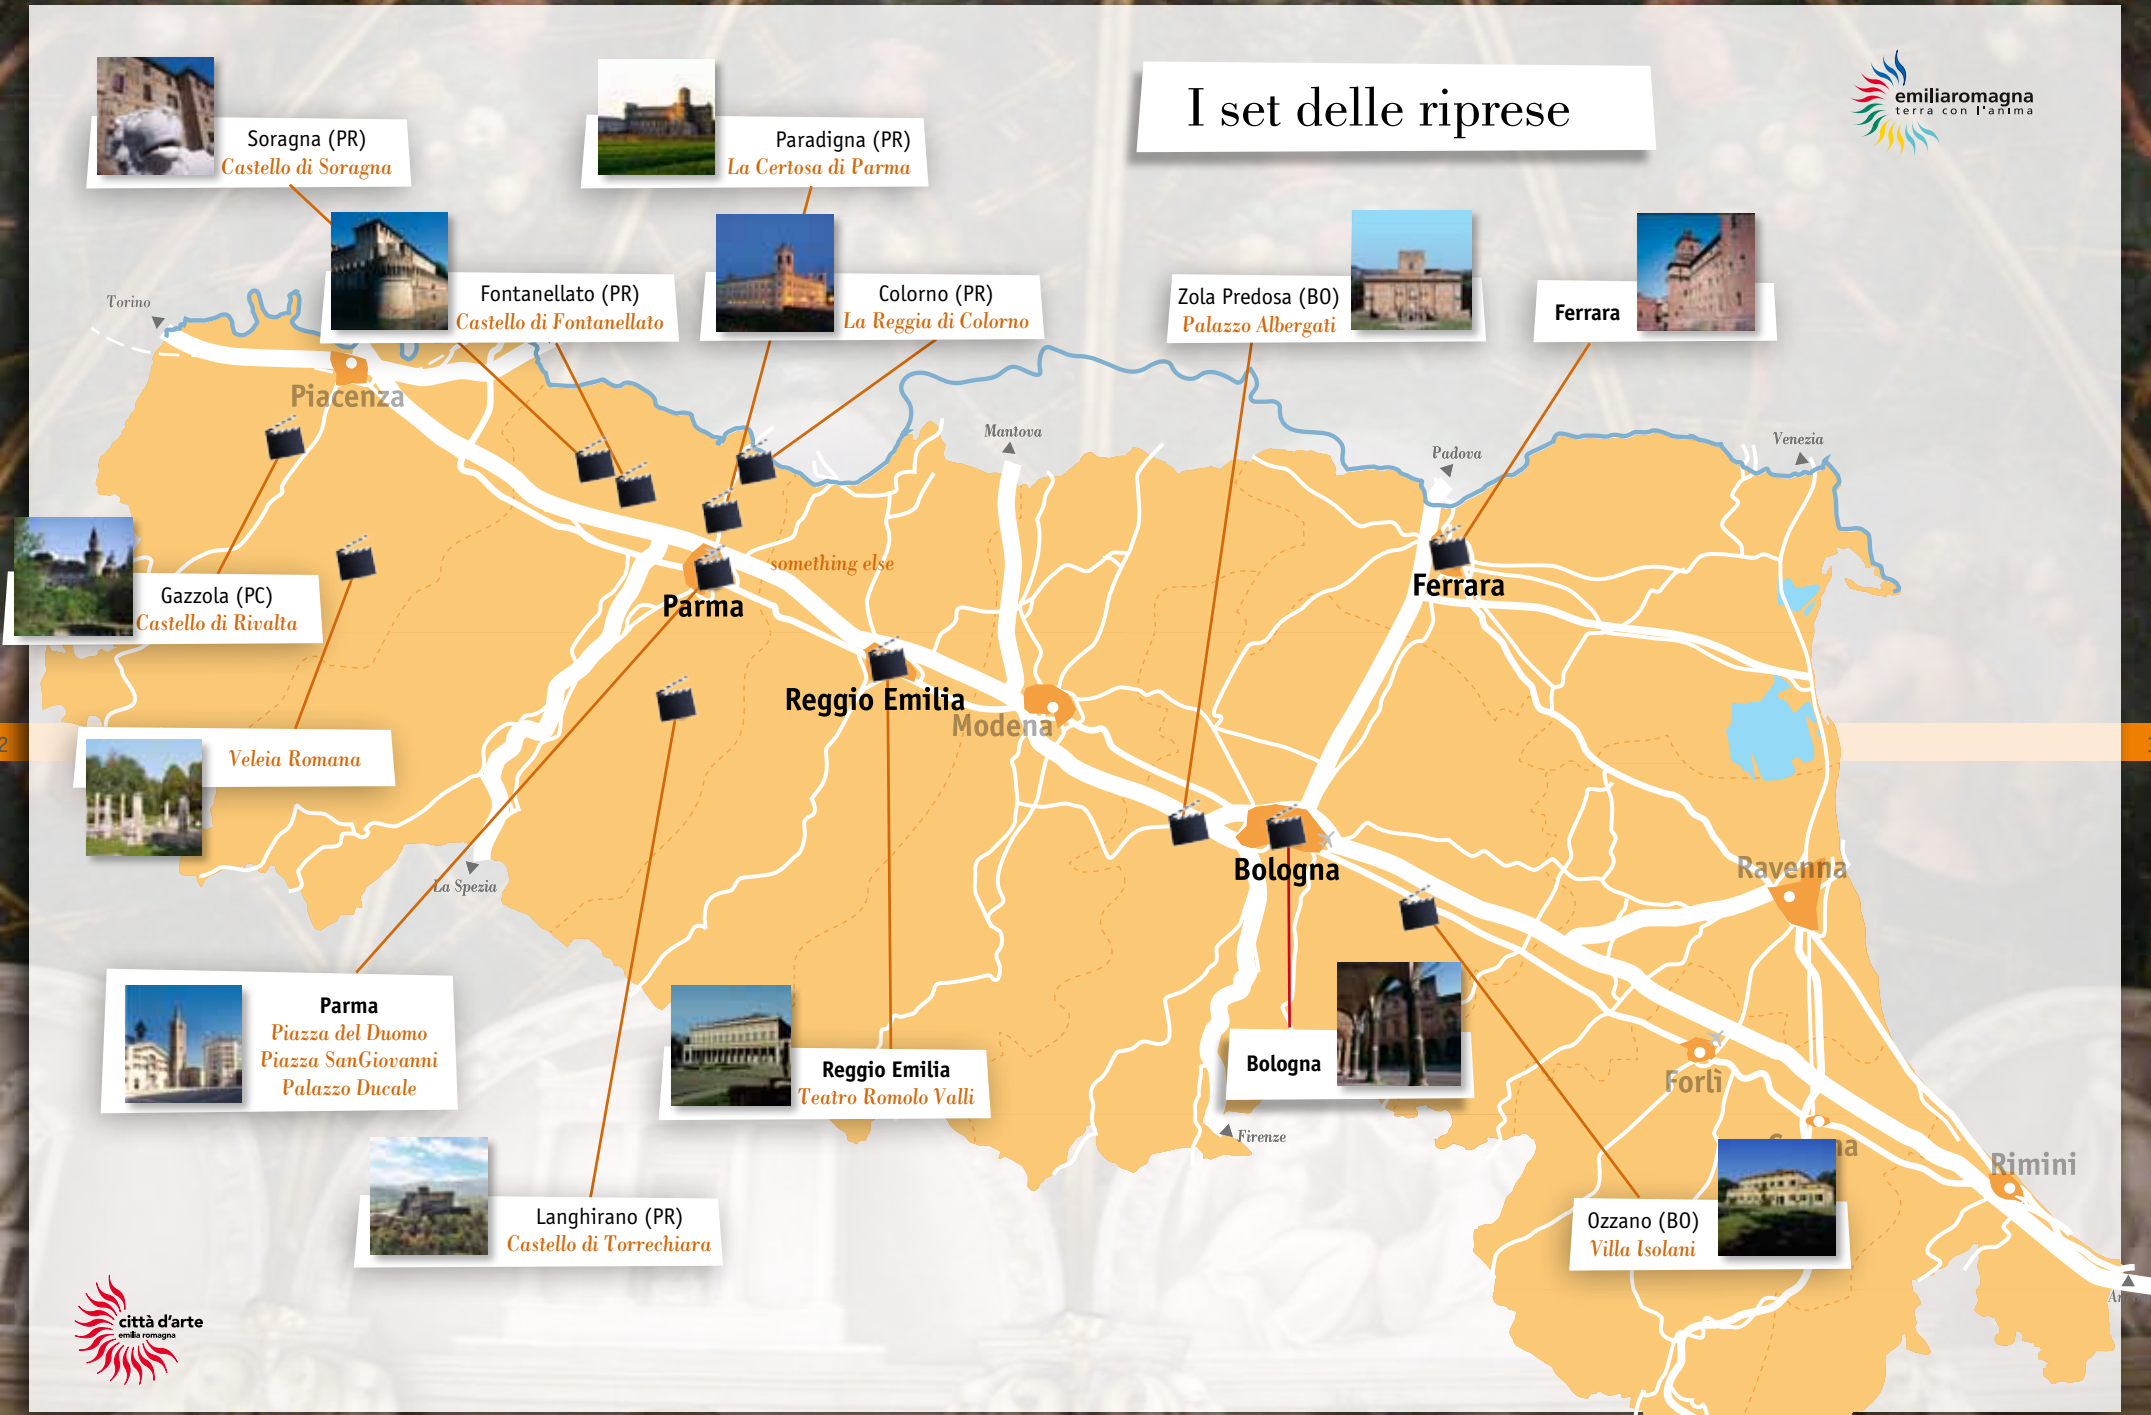 I set delle riprese
emiliaromagna
terra con l'anima
Soragna (PR)
Castello di Soragna
Paradigna (PR)
La Certosa di Parma
Fontanellato (PR)
Castello di Fontanellato
Colorno (PR)
La Reggia di Colorno
Zola Predosa (BO)
Palazzo Albergati
Ferrara
Torino
Piacenza
Mantova
Padova
Venezia
something else
Parma
Ferrara
Gazzola (PC)
Castello di Rivalta
Reggio Emilia
Modena
2
Veleia Romana
Bologna
Ravenna
La Spezia
Parma
Piazza del Duomo
Piazza SanGiovanni
Palazzo Ducale
Reggio Emilia
Teatro Romolo Valli
Bologna
Forlì
Firenze
Rimini
Langhirano (PR)
Castello di Torrechiara
Ozzano (BO)
Villa Isolani
città d'arte
emilia romagna